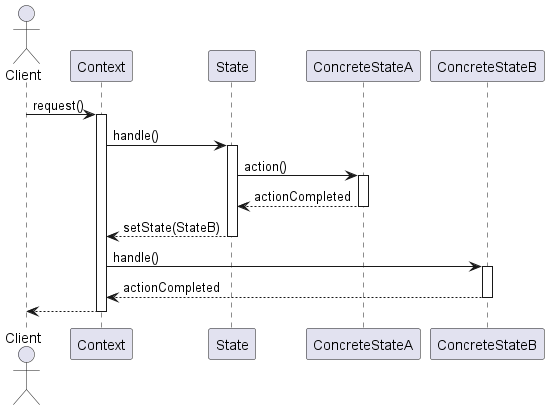 Client
Context
State
ConcreteStateA
ConcreteStateB
request()
handle()
action()
actionCompleted
setState(StateB)
handle()
actionCompleted
Client
Context
State
ConcreteStateA
ConcreteStateB